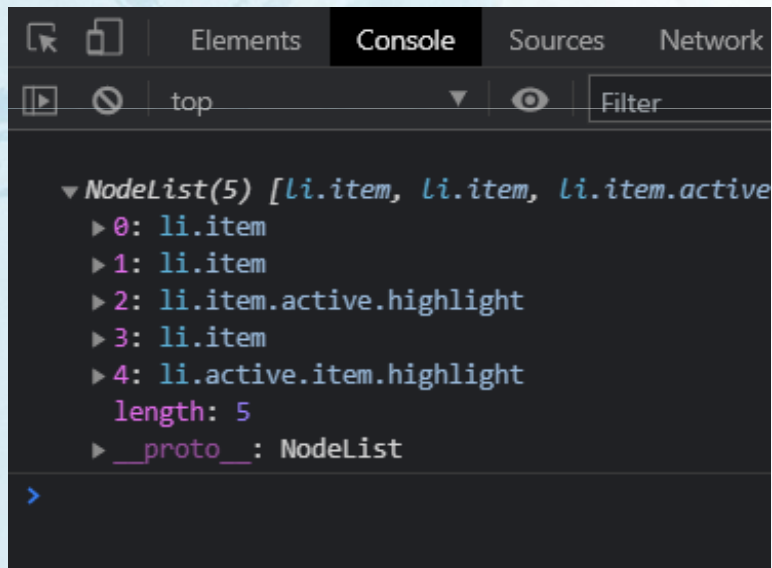 Elements Console Sources Network
top Filter
NodeList(5) [li.item, li.item, li.item.active
0: li.item
1: li.item
2: li.item.active.highlight
3: li.item
4: li.active.item.highlight
length: 5
__proto__: NodeList
>